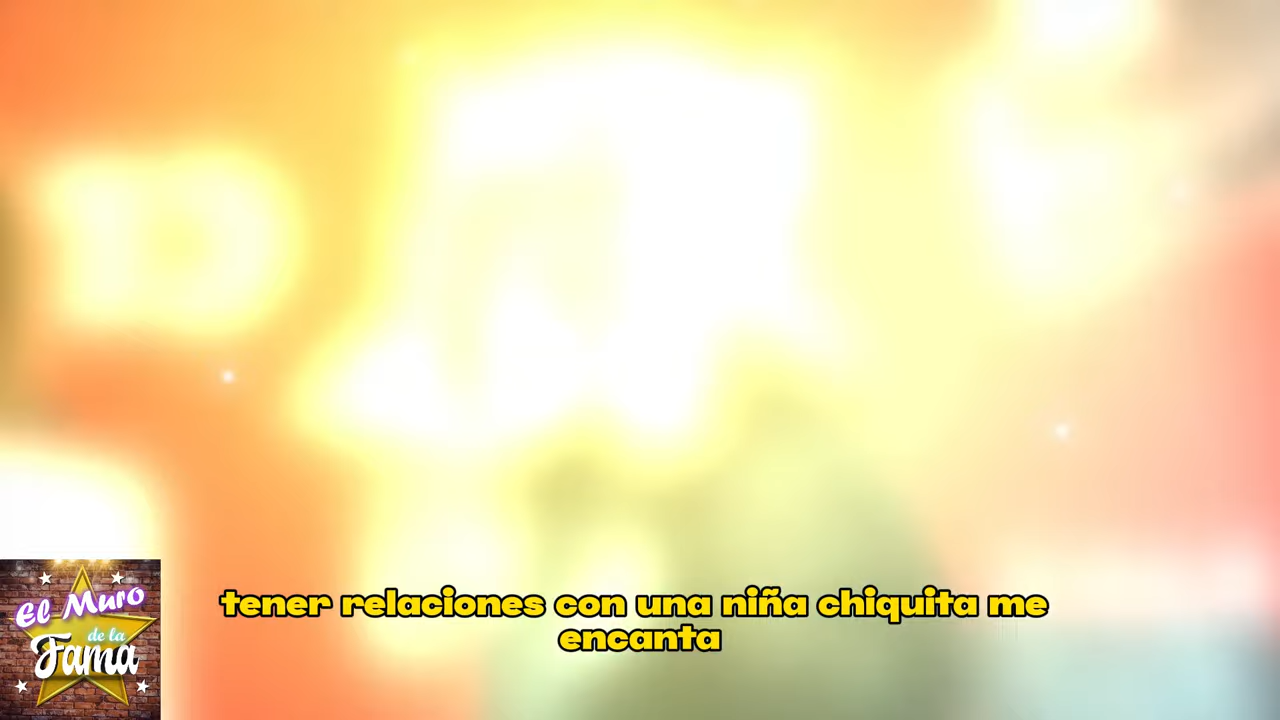 El Muro
de la
Fama
tener relaciones con una niña chiquita me
encanta